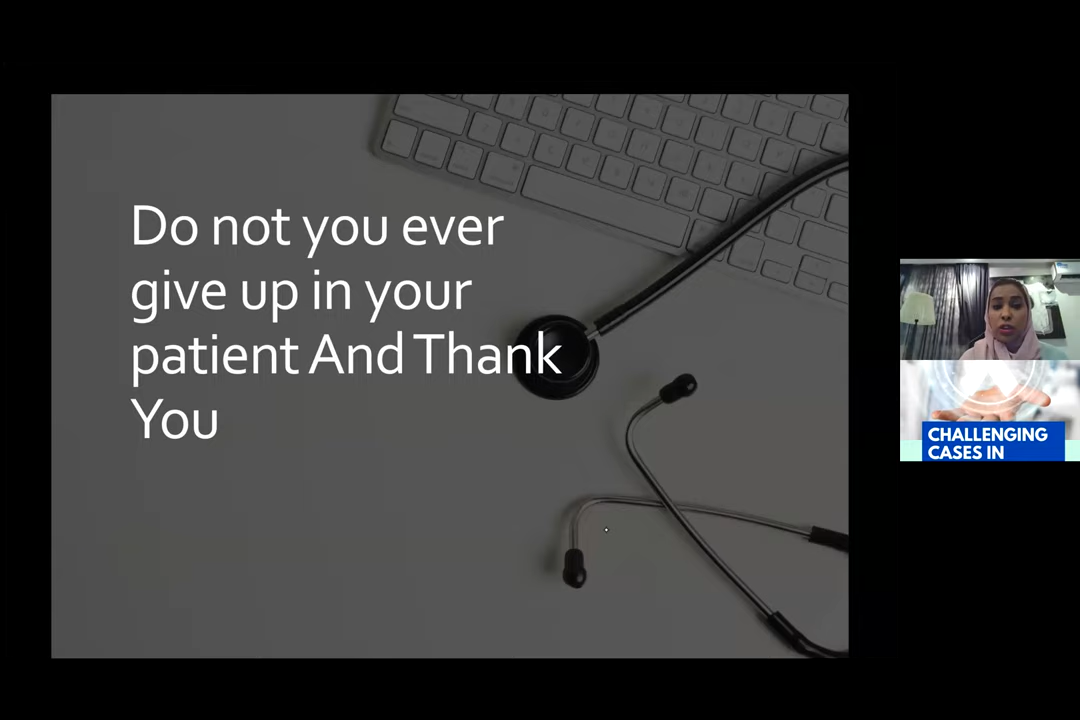 Do not you ever
give up in your
patient And Thank
You
CHALLENGING
CASES IN